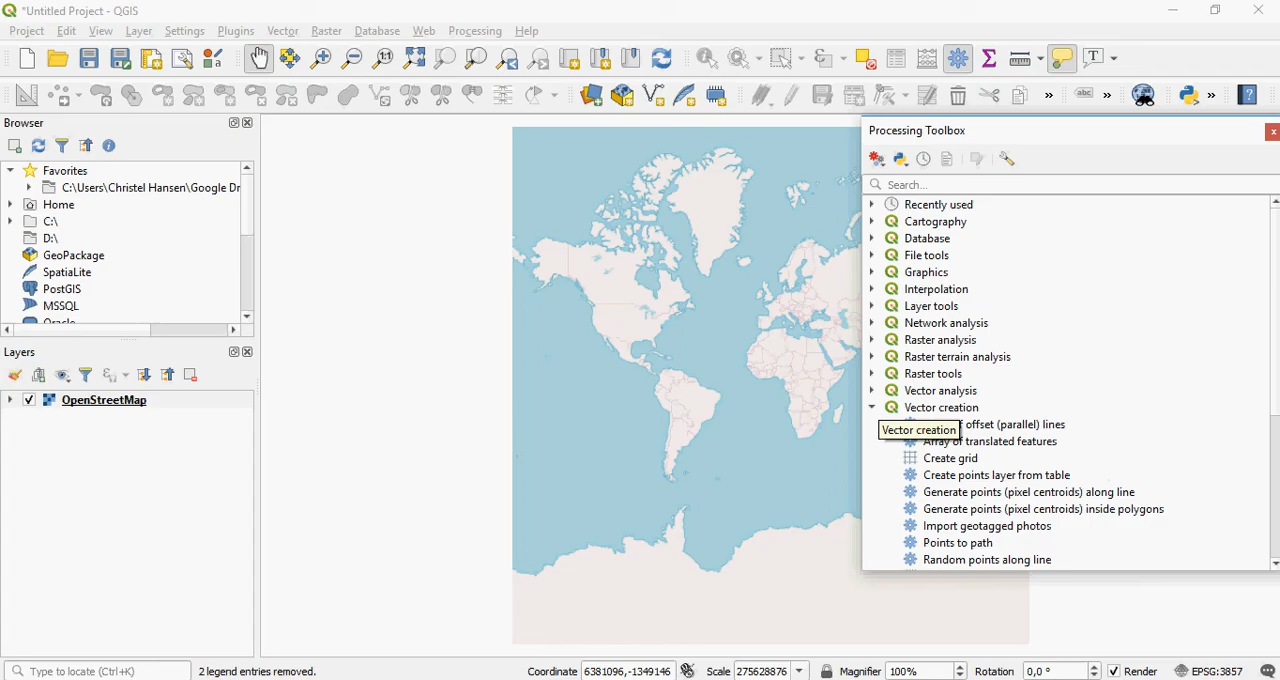 *Untitled Project - QGIS
Project Edit View Layer Settings Plugins Vector Raster Database Web Processing Help
Browser
Favorites
C:\Users\Christel Hansen\Google Dr
Home
C:\
D:\
GeoPackage
SpatiaLite
PostGIS
MSSQL
Oracle
Layers
OpenStreetMap
Processing Toolbox
Search...
Recently used
Cartography
Database
File tools
Graphics
Interpolation
Layer tools
Network analysis
Raster analysis
Raster terrain analysis
Raster tools
Vector analysis
Vector creation
Vector creation
f offset (parallel) lines
Array of translated features
Create grid
Create points layer from table
Generate points (pixel centroids) along line
Generate points (pixel centroids) inside polygons
Import geotagged photos
Points to path
Random points along line
Type to locate (Ctrl+K) 2 legend entries removed. Coordinate 6381096,-1349146 Scale 275628876 Magnifier 100% Rotation 0,0 ° Render EPSG:3857